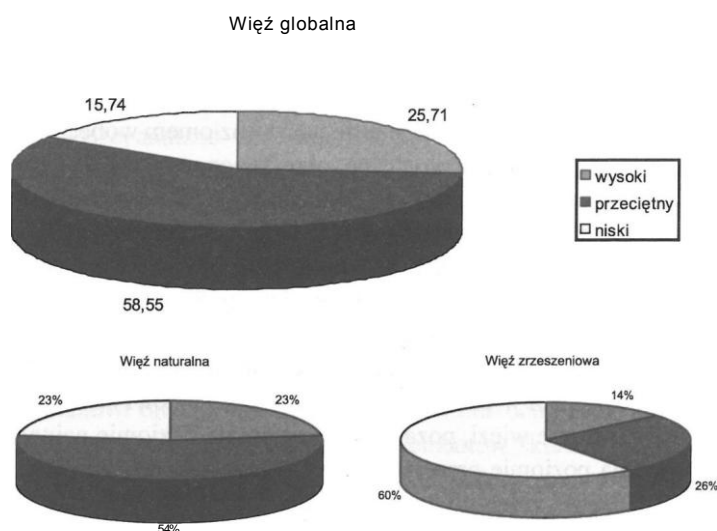 Więź globalna
15,74
25,71
wysoki
przeciętny
niski
58,55
Więź naturalna
23%
23%
54%
Więź zrzeszeniowa
14%
26%
60%